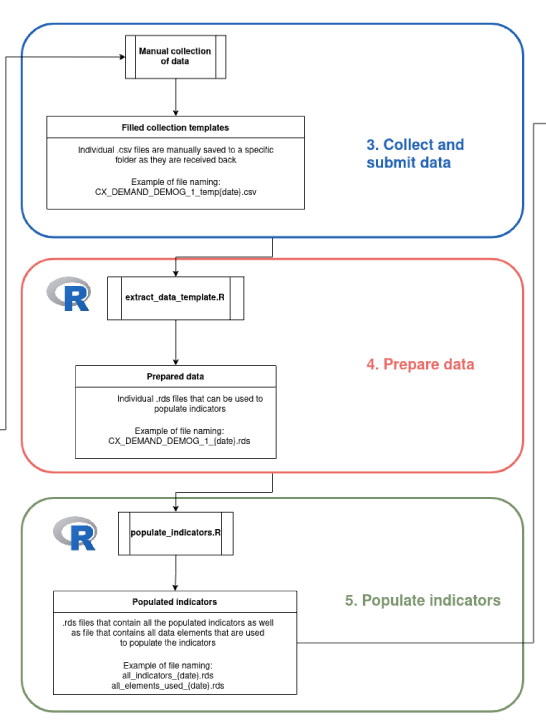 Manual collection
of data
Filled collection templates
Individual .csv files are manually saved to a specific
folder as they are received back
Example of file naming:
CX_DEMAND_DEMOG_1_temp{date}.csv
3. Collect and
submit data
R
extract_data_template.R
Prepared data
Individual .rds files that can be used to
populate indicators
Example of file naming:
CX_DEMAND_DEMOG_1_{date}.rds
4. Prepare data
R
populate_indicators.R
Populated indicators
.rds files that contain all the populated indicators as well
as file that contains all data elements that are used
to populate the indicators
Example of file naming:
all_indicators_{date}.rds
all_elements_used_{date}.rds
5. Populate indicators